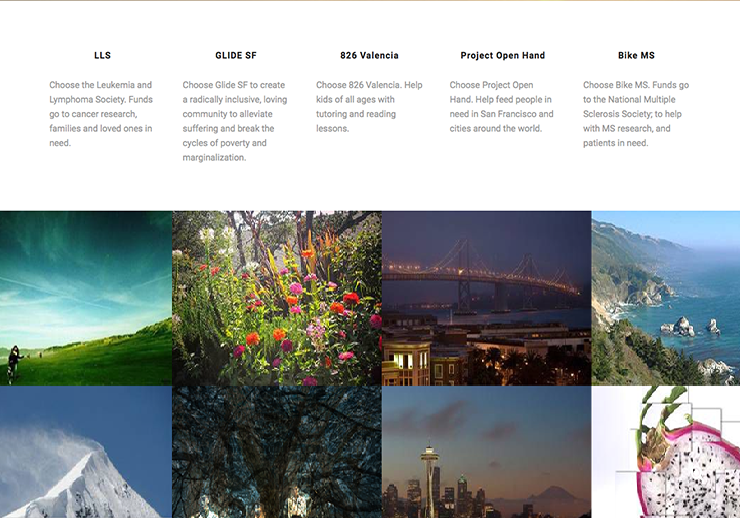 LLS
Choose the Leukemia and
Lymphoma Society. Funds
go to cancer research,
families and loved ones in
need.
GLIDE SF
Choose Glide SF to create
a radically inclusive, loving
community to alleviate
suffering and break the
cycles of poverty and
marginalization.
826 Valencia
Choose 826 Valencia. Help
kids of all ages with
tutoring and reading
lessons.
Project Open Hand
Choose Project Open
Hand. Help feed people in
need in San Francisco and
cities around the world.
Bike MS
Choose Bike MS. Funds go
to the National Multiple
Sclerosis Society; to help
with MS research, and
patients in need.